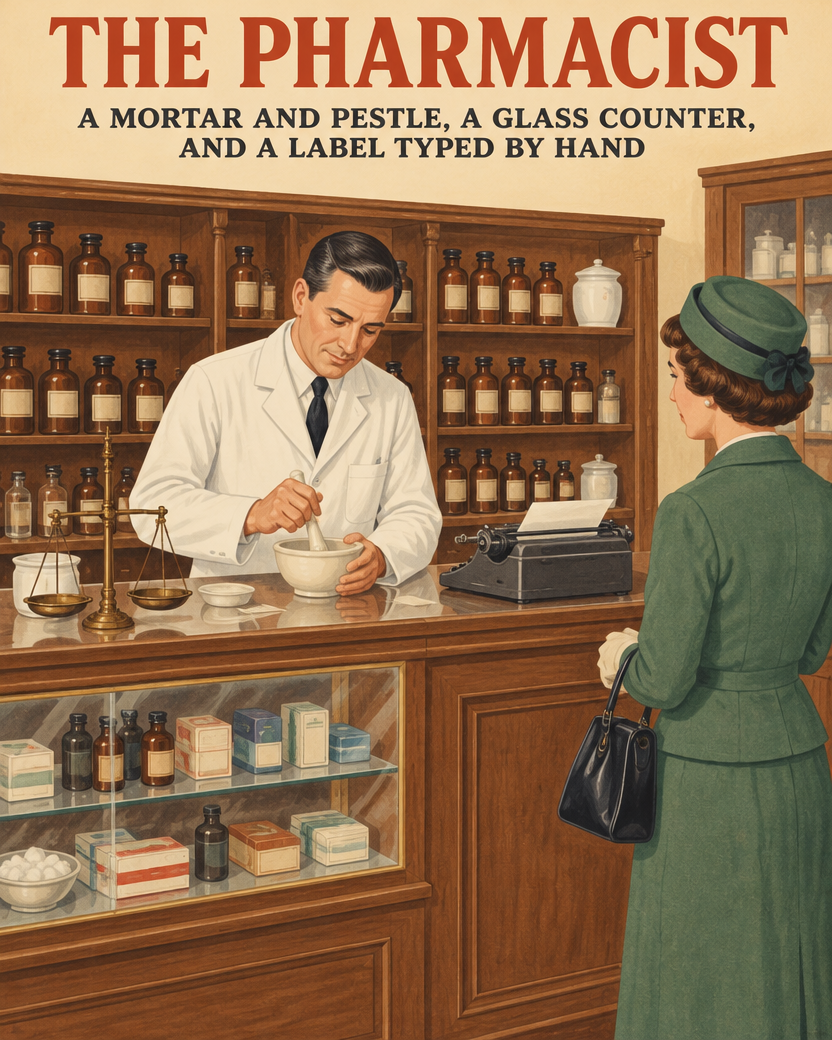 THE PHARMACIST
A MORTAR AND PESTLE, A GLASS COUNTER,
AND A LABEL TYPED BY HAND